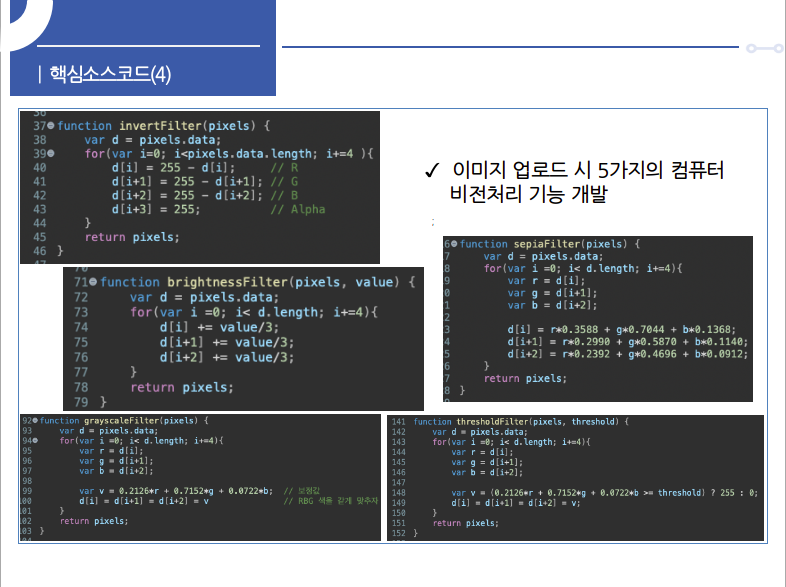 | 핵심소스코드(4)
37 function invertFilter(pixels) {
38 var d = pixels.data;
39 for(var i=0; i<pixels.data.length; i+=4 ){
40 d[i] = 255 - d[i]; // R
41 d[i+1] = 255 - d[i+1]; // G
42 d[i+2] = 255 - d[i+2]; // B
43 d[i+3] = 255; // Alpha
44 }
45 return pixels;
46 }
✓ 이미지 업로드 시 5가지의 컴퓨터
비전처리 기능 개발
:
6 function sepiaFilter(pixels) {
7 var d = pixels.data;
8 for(var i =0; i< d.length; i+=4){
9 var r = d[i];
0 var g = d[i+1];
1 var b = d[i+2];
2
3 d[i] = r*0.3588 + g*0.7044 + b*0.1368;
4 d[i+1] = r*0.2990 + g*0.5870 + b*0.1140;
5 d[i+2] = r*0.2392 + g*0.4696 + b*0.0912;
6 }
7 return pixels;
8 }
71 function brightnessFilter(pixels, value) {
72 var d = pixels.data;
73 for(var i =0; i< d.length; i+=4){
74 d[i] += value/3;
75 d[i+1] += value/3;
76 d[i+2] += value/3;
77 }
78 return pixels;
79 }
92 function grayscaleFilter(pixels) {
93 var d = pixels.data;
94 for(var i =0; i< d.length; i+=4){
95 var r = d[i];
96 var g = d[i+1];
97 var b = d[i+2];
98
99 var v = 0.2126*r + 0.7152*g + 0.0722*b; // 보정값
100 d[i] = d[i+1] = d[i+2] = v // RBG 색을 같게 맞추자
101 }
102 return pixels;
103 }
141 function thresholdFilter(pixels, threshold) {
142 var d = pixels.data;
143 for(var i =0; i< d.length; i+=4){
144 var r = d[i];
145 var g = d[i+1];
146 var b = d[i+2];
147
148 var v = (0.2126*r + 0.7152*g + 0.0722*b >= threshold) ? 255 : 0;
149 d[i] = d[i+1] = d[i+2] = v;
150 }
151 return pixels;
152 }